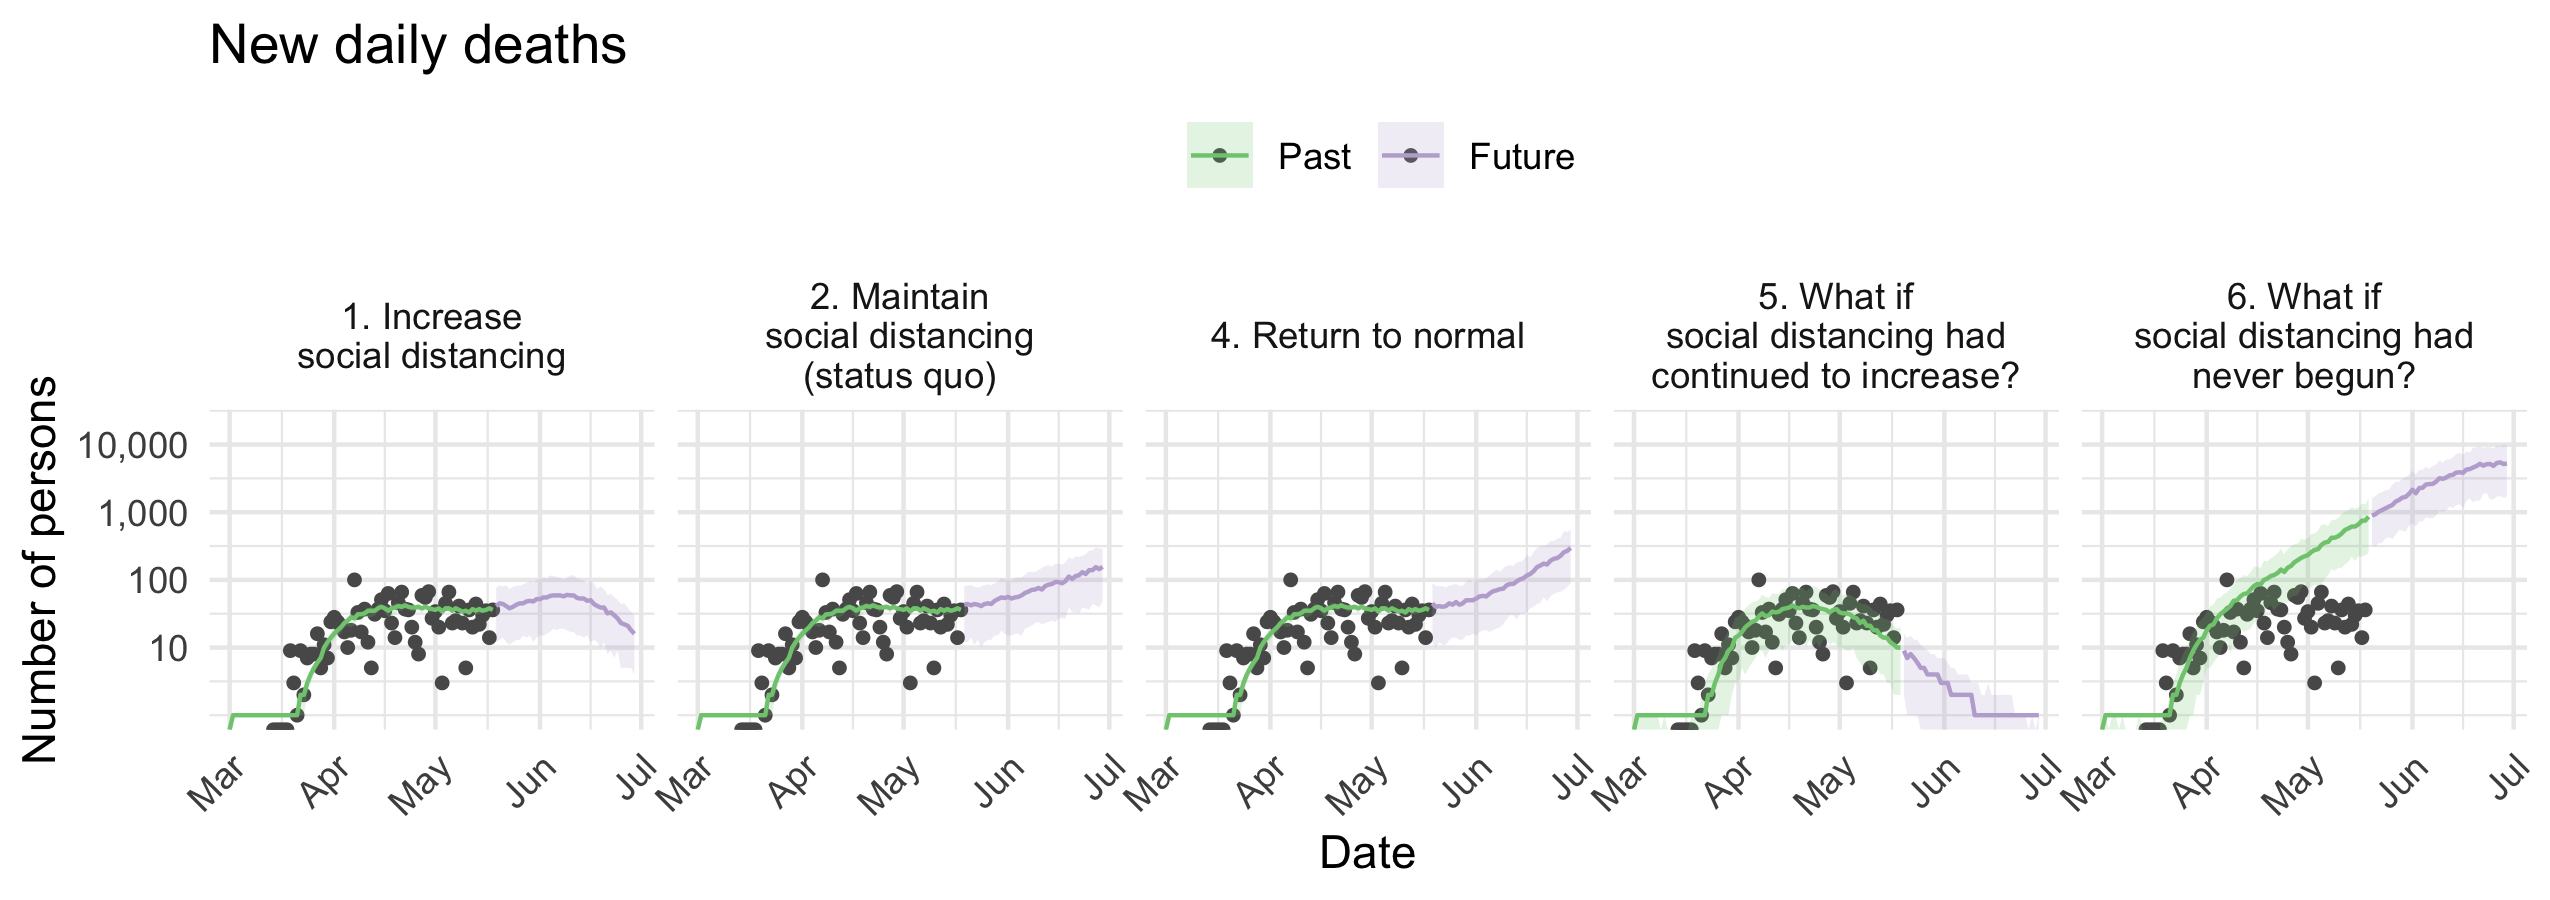 New daily deaths
Past
Future
1. Increase
social distancing
2. Maintain
social distancing
(status quo)
4. Return to normal
5. What if
social distancing had
continued to increase?
6. What if
social distancing had
never begun?
Number of persons
10,000
1,000
100
10
Mar
Apr
May
Jun
Jul
Mar
Apr
May
Jun
Jul
Mar
Apr
May
Jun
Jul
Mar
Apr
May
Jun
Jul
Mar
Apr
May
Jun
Jul
Date